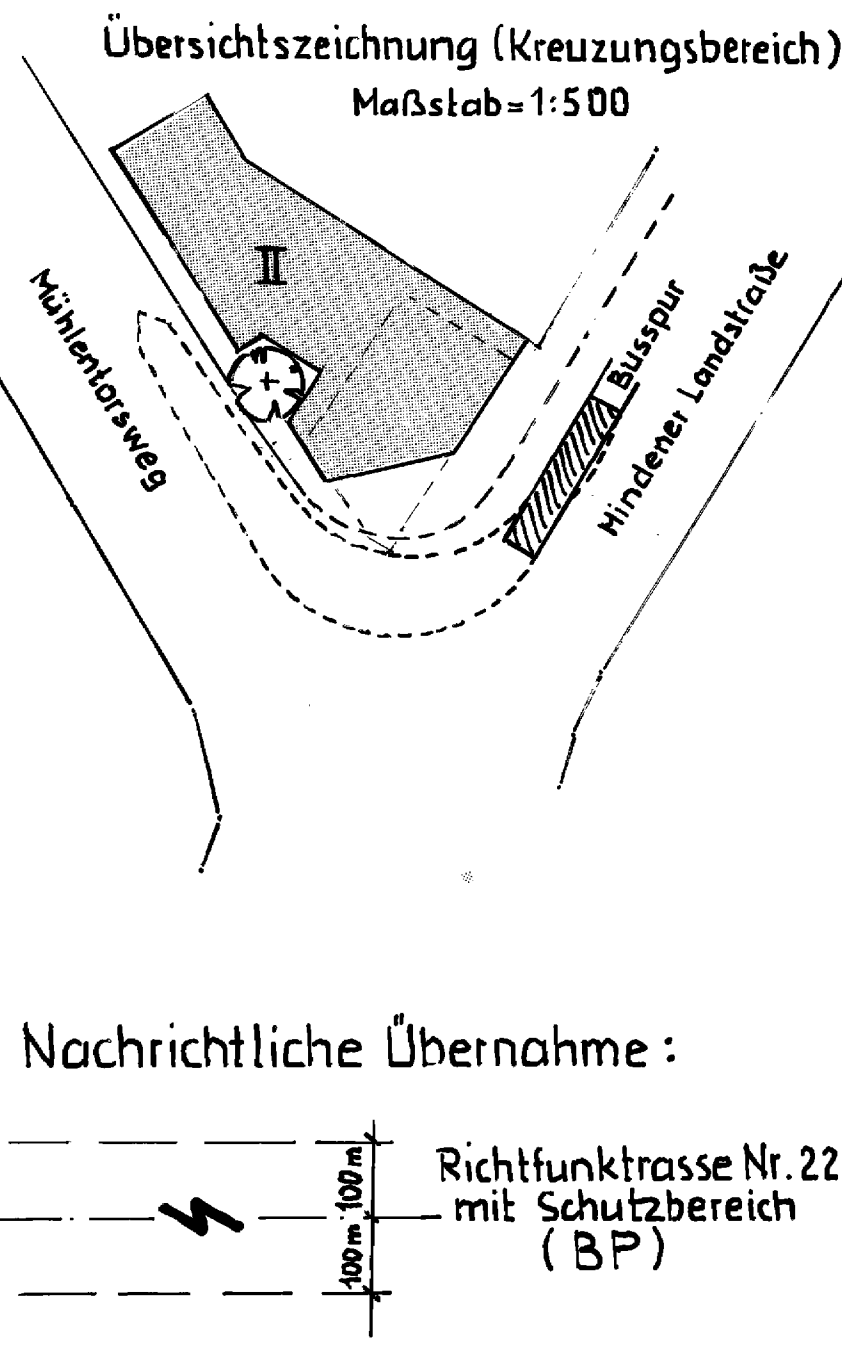 Übersichtszeichnung (Kreuzungsbereich)
Maßstab=1:500
II
Mühlentorsweg
Busspur
Mindener Landstraße
Nachrichtliche Übernahme:
100m 100m
Richtfunktrasse Nr.22
mit Schutzbereich
(BP)